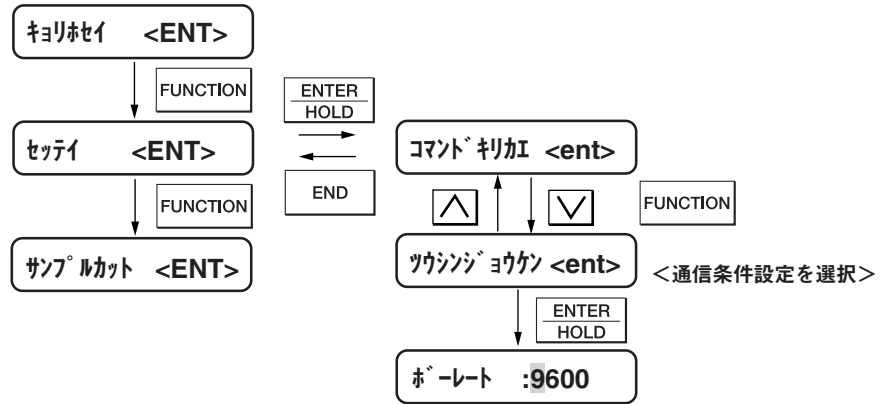 ｷｮﾘﾎｾｲ <ENT>
FUNCTION
ENTER
HOLD
ｾｯﾃｲ <ENT>
ｺﾏﾝﾄﾞｷﾘｶｴ <ent>
END
FUNCTION
FUNCTION
ｻﾝﾌﾟﾙｶｯﾄ <ENT>
ﾂｳｼﾝｼﾞｮｳｹﾝ <ent>
＜通信条件設定を選択＞
ENTER
HOLD
ﾎﾞｰﾚｰﾄ :9600